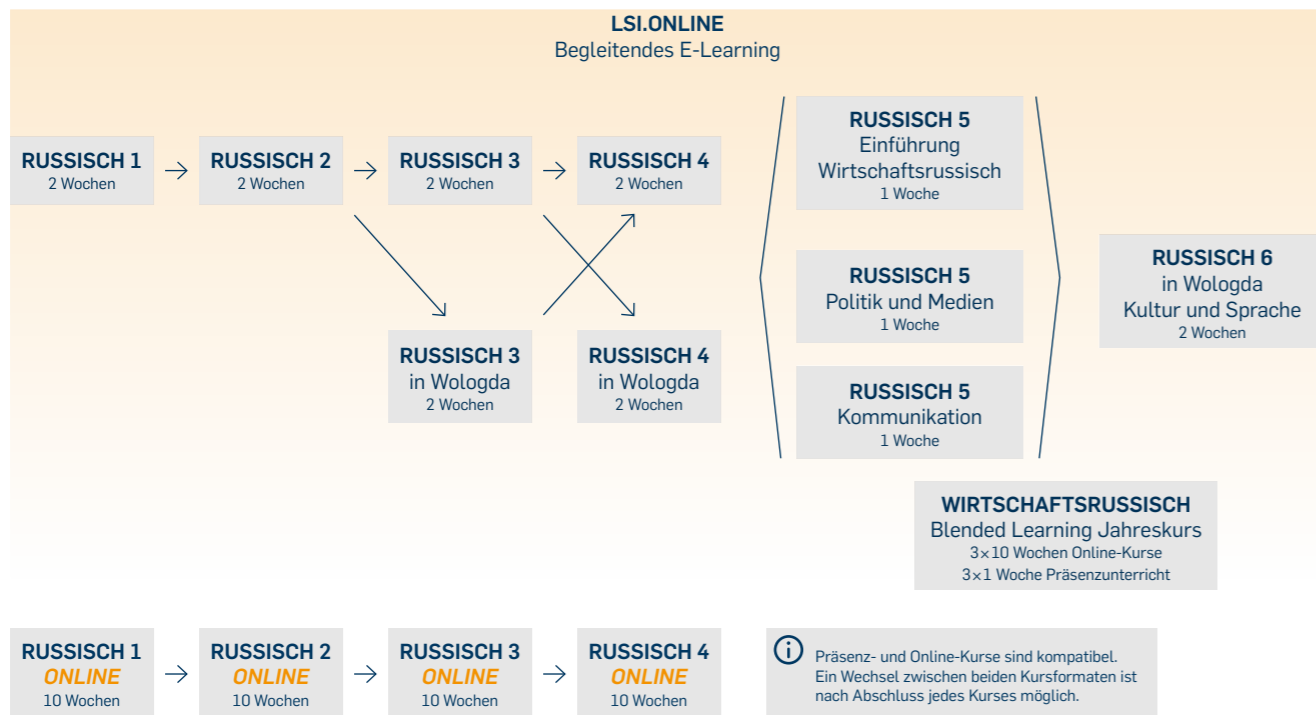 LSI.ONLINE
Begleitendes E-Learning
RUSSISCH 1
2 Wochen
RUSSISCH 2
2 Wochen
RUSSISCH 3
2 Wochen
RUSSISCH 4
2 Wochen
RUSSISCH 3
in Wologda
2 Wochen
RUSSISCH 4
in Wologda
2 Wochen
RUSSISCH 5
Einführung
Wirtschaftsrussisch
1 Woche
RUSSISCH 5
Politik und Medien
1 Woche
RUSSISCH 5
Kommunikation
1 Woche
RUSSISCH 6
in Wologda
Kultur und Sprache
2 Wochen
WIRTSCHAFTSRUSSISCH
Blended Learning Jahreskurs
3×10 Wochen Online-Kurse
3×1 Woche Präsenzunterricht
RUSSISCH 1
ONLINE
10 Wochen
RUSSISCH 2
ONLINE
10 Wochen
RUSSISCH 3
ONLINE
10 Wochen
RUSSISCH 4
ONLINE
10 Wochen
Präsenz- und Online-Kurse sind kompatibel.
Ein Wechsel zwischen beiden Kursformaten ist
nach Abschluss jedes Kurses möglich.